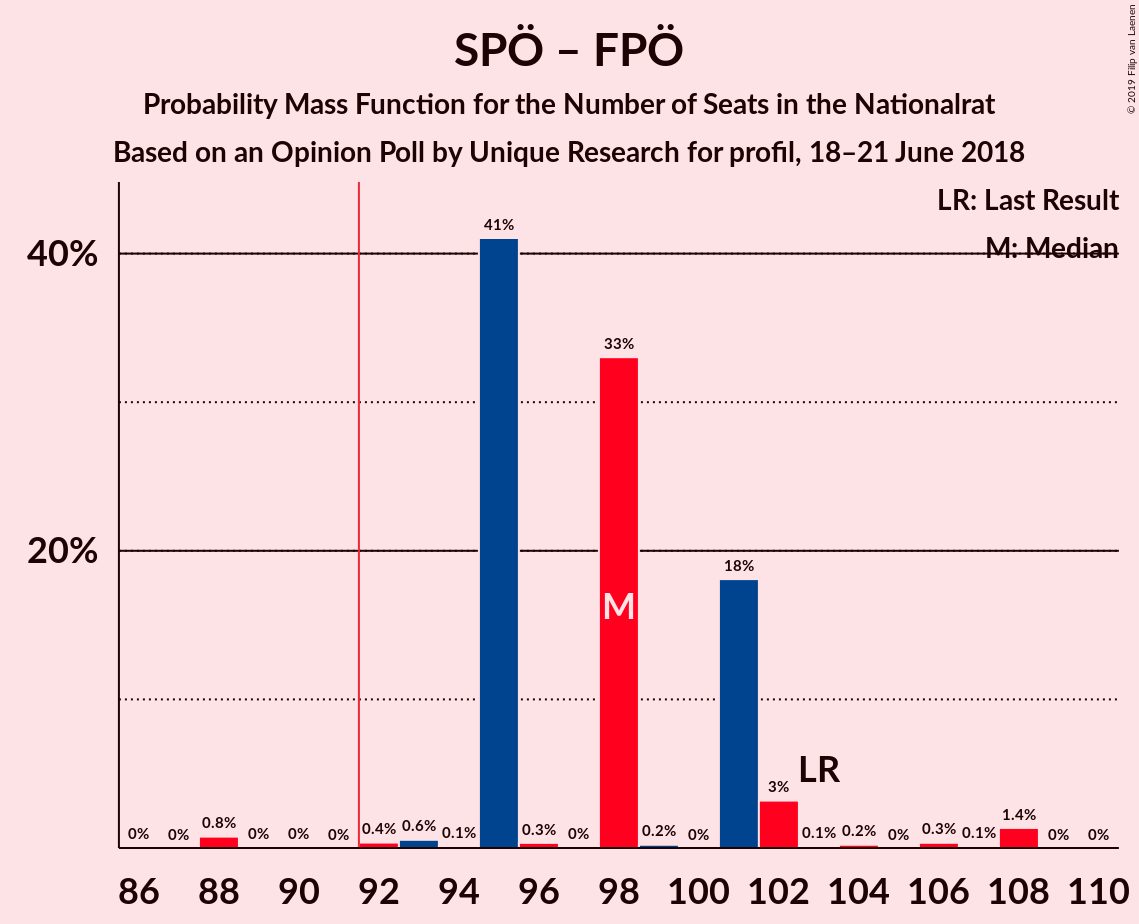 SPÖ – FPÖ
Probability Mass Function for the Number of Seats in the Nationalrat
Based on an Opinion Poll by Unique Research for profil, 18–21 June 2018
© 2019 Filip van Laenen
LR: Last Result
M: Median
40%
20%
0% 0% 0.8% 0% 0% 0% 0.4% 0.6% 0.1% 41% 0.3% 0% 33% 0.2% 0% 18% 3% 0.1% 0.2% 0% 0.3% 0.1% 1.4% 0% 0%
M
LR
86 88 90 92 94 96 98 100 102 104 106 108 110